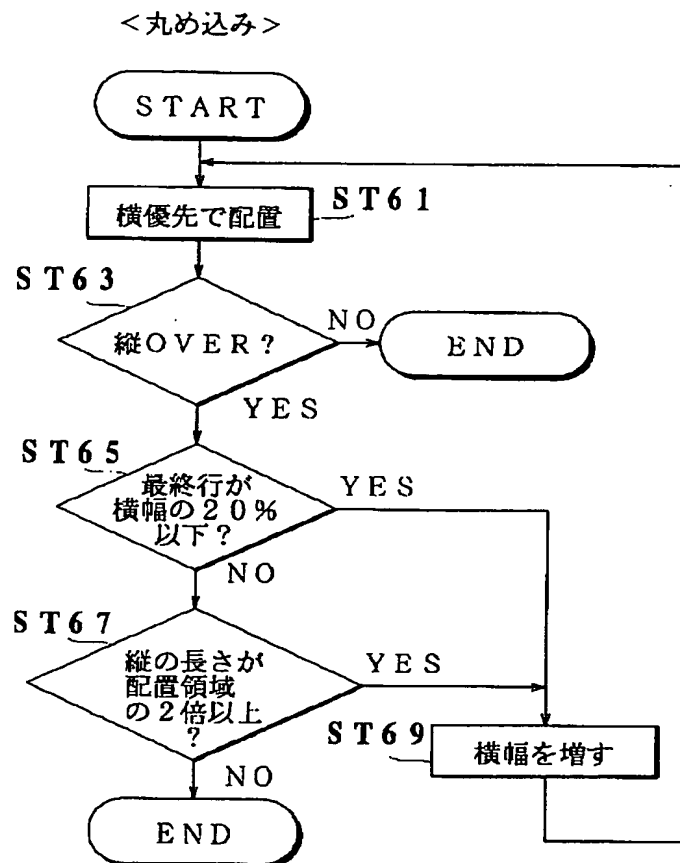 ＜丸め込み＞
START
横優先で配置
ST61
ST63
縦OVER？
NO
END
YES
ST65
最終行が
横幅の２０％
以下？
YES
NO
ST67
縦の長さが
配置領域
の２倍以上
？
YES
ST69
横幅を増す
NO
END